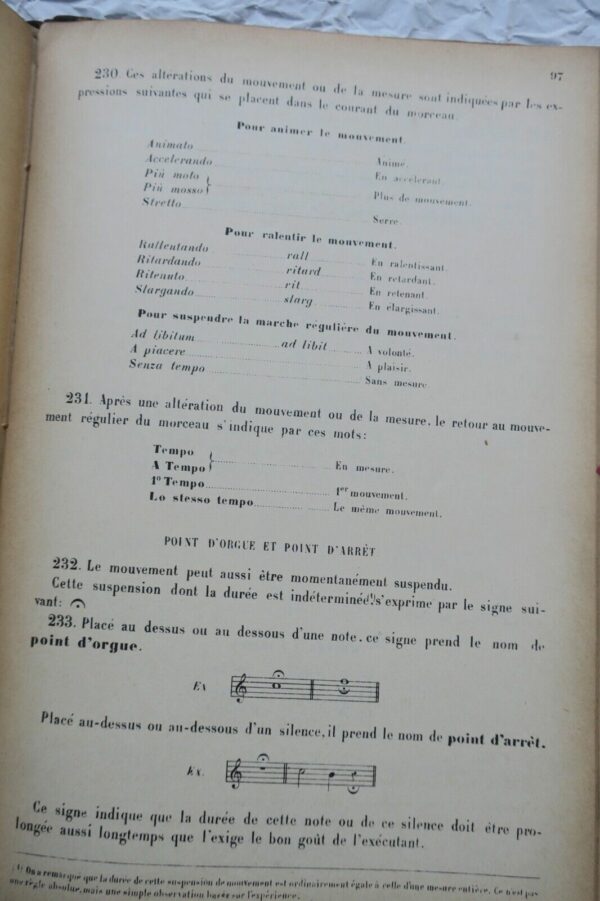 97
230. Ces altérations du mouvement ou de la mesure sont indiquées par les ex-
pressions suivantes qui se placent dans le courant du morceau.
Pour animer le mouvement.
Animato Animé.
Accelerando En accélerant.
Più moto
Più mosso Plus de mouvement.
Stretto Serré.
Pour ralentir le mouvement.
Rallentando rall En ralentissant.
Ritardando ritard En retardant.
Ritenuto rit En retenant.
Slargando slarg En élargissant.
Pour suspendre la marche régulière du mouvement.
Ad libitum ad libit A volonté.
A piacere A plaisir.
Senza tempo Sans mesure.
231. Après une altération du mouvement ou de la mesure, le retour au mouve-
ment régulier du morceau s'indique par ces mots:
Tempo
A Tempo En mesure.
1º Tempo 1er mouvement.
Lo stesso tempo Le même mouvement.
POINT D'ORGUE ET POINT D'ARRÊT
232. Le mouvement peut aussi être momentanément suspendu.
Cette suspension dont la durée est indéterminée(1) s'exprime par le signe sui-
vant: 𝄐
233. Placé au dessus ou au dessous d'une note, ce signe prend le nom de
point d'orgue.
Ex
Placé au-dessus ou au-dessous d'un silence, il prend le nom de point d'arrêt.
Ex.
Ce signe indique que la durée de cette note ou de ce silence doit être pro-
longée aussi longtemps que l'exige le bon goût de l'exécutant.
(1) On a remarqué que la durée de cette suspension de mouvement est ordinairement égale à celle d'une mesure entière. Ce n'est pas
une règle absolue, mais une simple observation basée sur l'expérience.